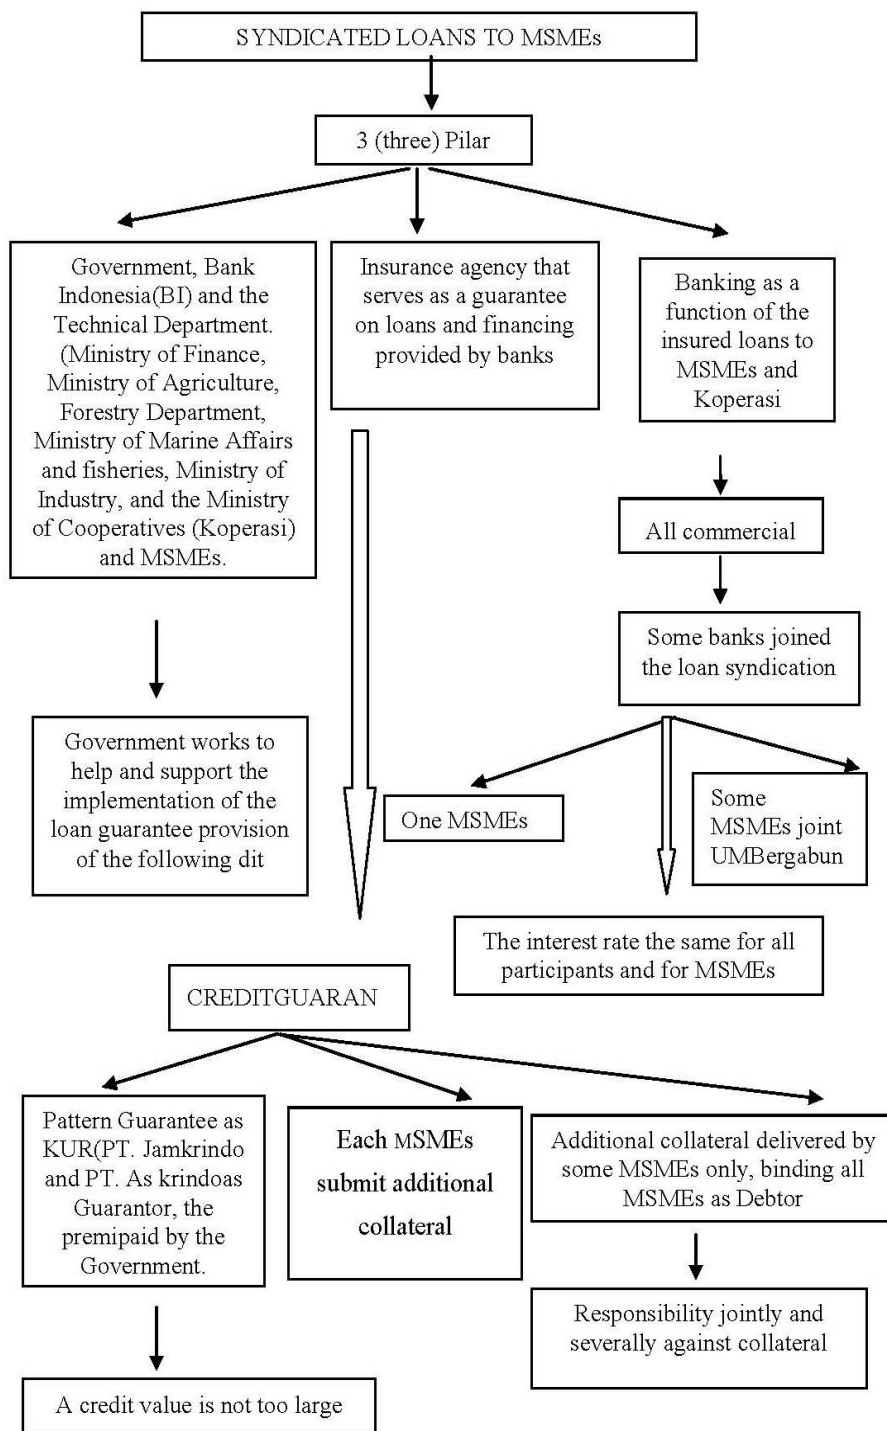 SYNDICATED LOANS TO MSMEs
3 (three) Pilar
Government, Bank
Indonesia(BI) and the
Technical Department.
(Ministry of Finance,
Ministry of Agriculture,
Forestry Department,
Ministry of Marine Affairs
and fisheries, Ministry of
Industry, and the Ministry
of Cooperatives (Koperasi)
and MSMEs.
Insurance agency that
serves as a guarantee
on loans and financing
provided by banks
Banking as a
function of the
insured loans to
MSMEs and
Koperasi
All commercial
Some banks joined
the loan syndication
Government works to
help and support the
implementation of the
loan guarantee provision
of the following dit
One MSMEs
Some
MSMEs joint
UMBergabun
The interest rate the same for all
participants and for MSMEs
CREDITGUARAN
Pattern Guarantee as
KUR(PT. Jamkrindo
and PT. As krindoas
Guarantor, the
premipaid by the
Government.
Each MSMEs
submit additional
collateral
Additional collateral delivered by
some MSMEs only, binding all
MSMEs as Debtor
Responsibility jointly and
severally against collateral
A credit value is not too large